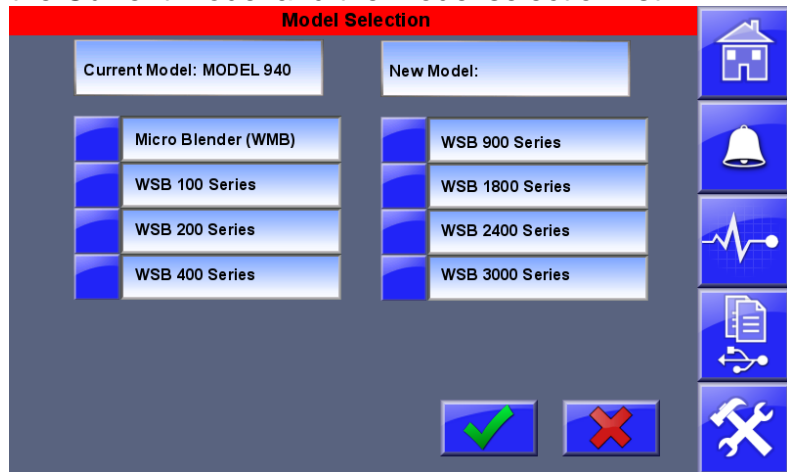 Model Selection
Current Model: MODEL 940
New Model:
Micro Blender (WMB)
WSB 100 Series
WSB 200 Series
WSB 400 Series
WSB 900 Series
WSB 1800 Series
WSB 2400 Series
WSB 3000 Series